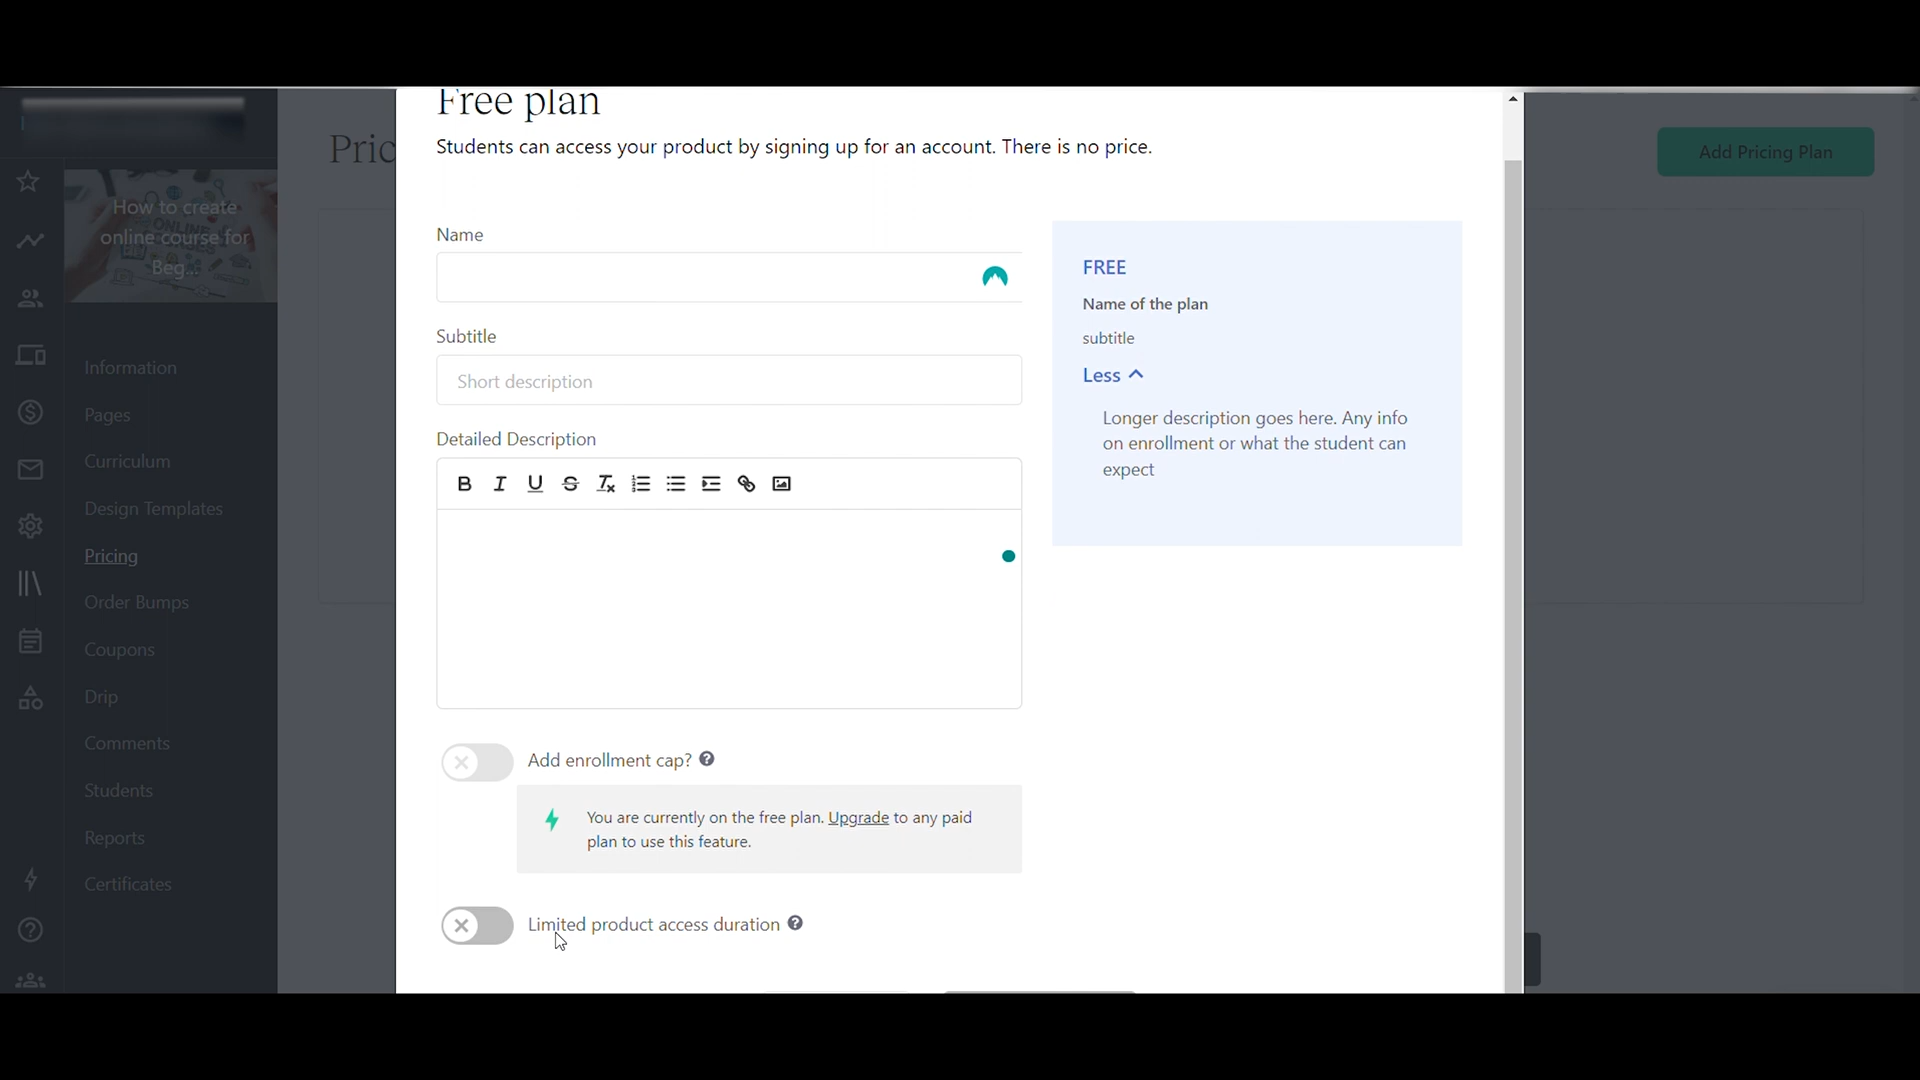 Free plan
Students can access your product by signing up for an account. There is no price.
Pric
Add Pricing Plan
How to create
online course for
Beg...
Information
Pages
Curriculum
Design Templates
Pricing
Order Bumps
Coupons
Drip
Comments
Students
Reports
Certificates
Name
Subtitle
Short description
Detailed Description
FREE
Name of the plan
subtitle
Less
Longer description goes here. Any info
on enrollment or what the student can
expect
Add enrollment cap?
You are currently on the free plan. Upgrade to any paid
plan to use this feature.
Limited product access duration